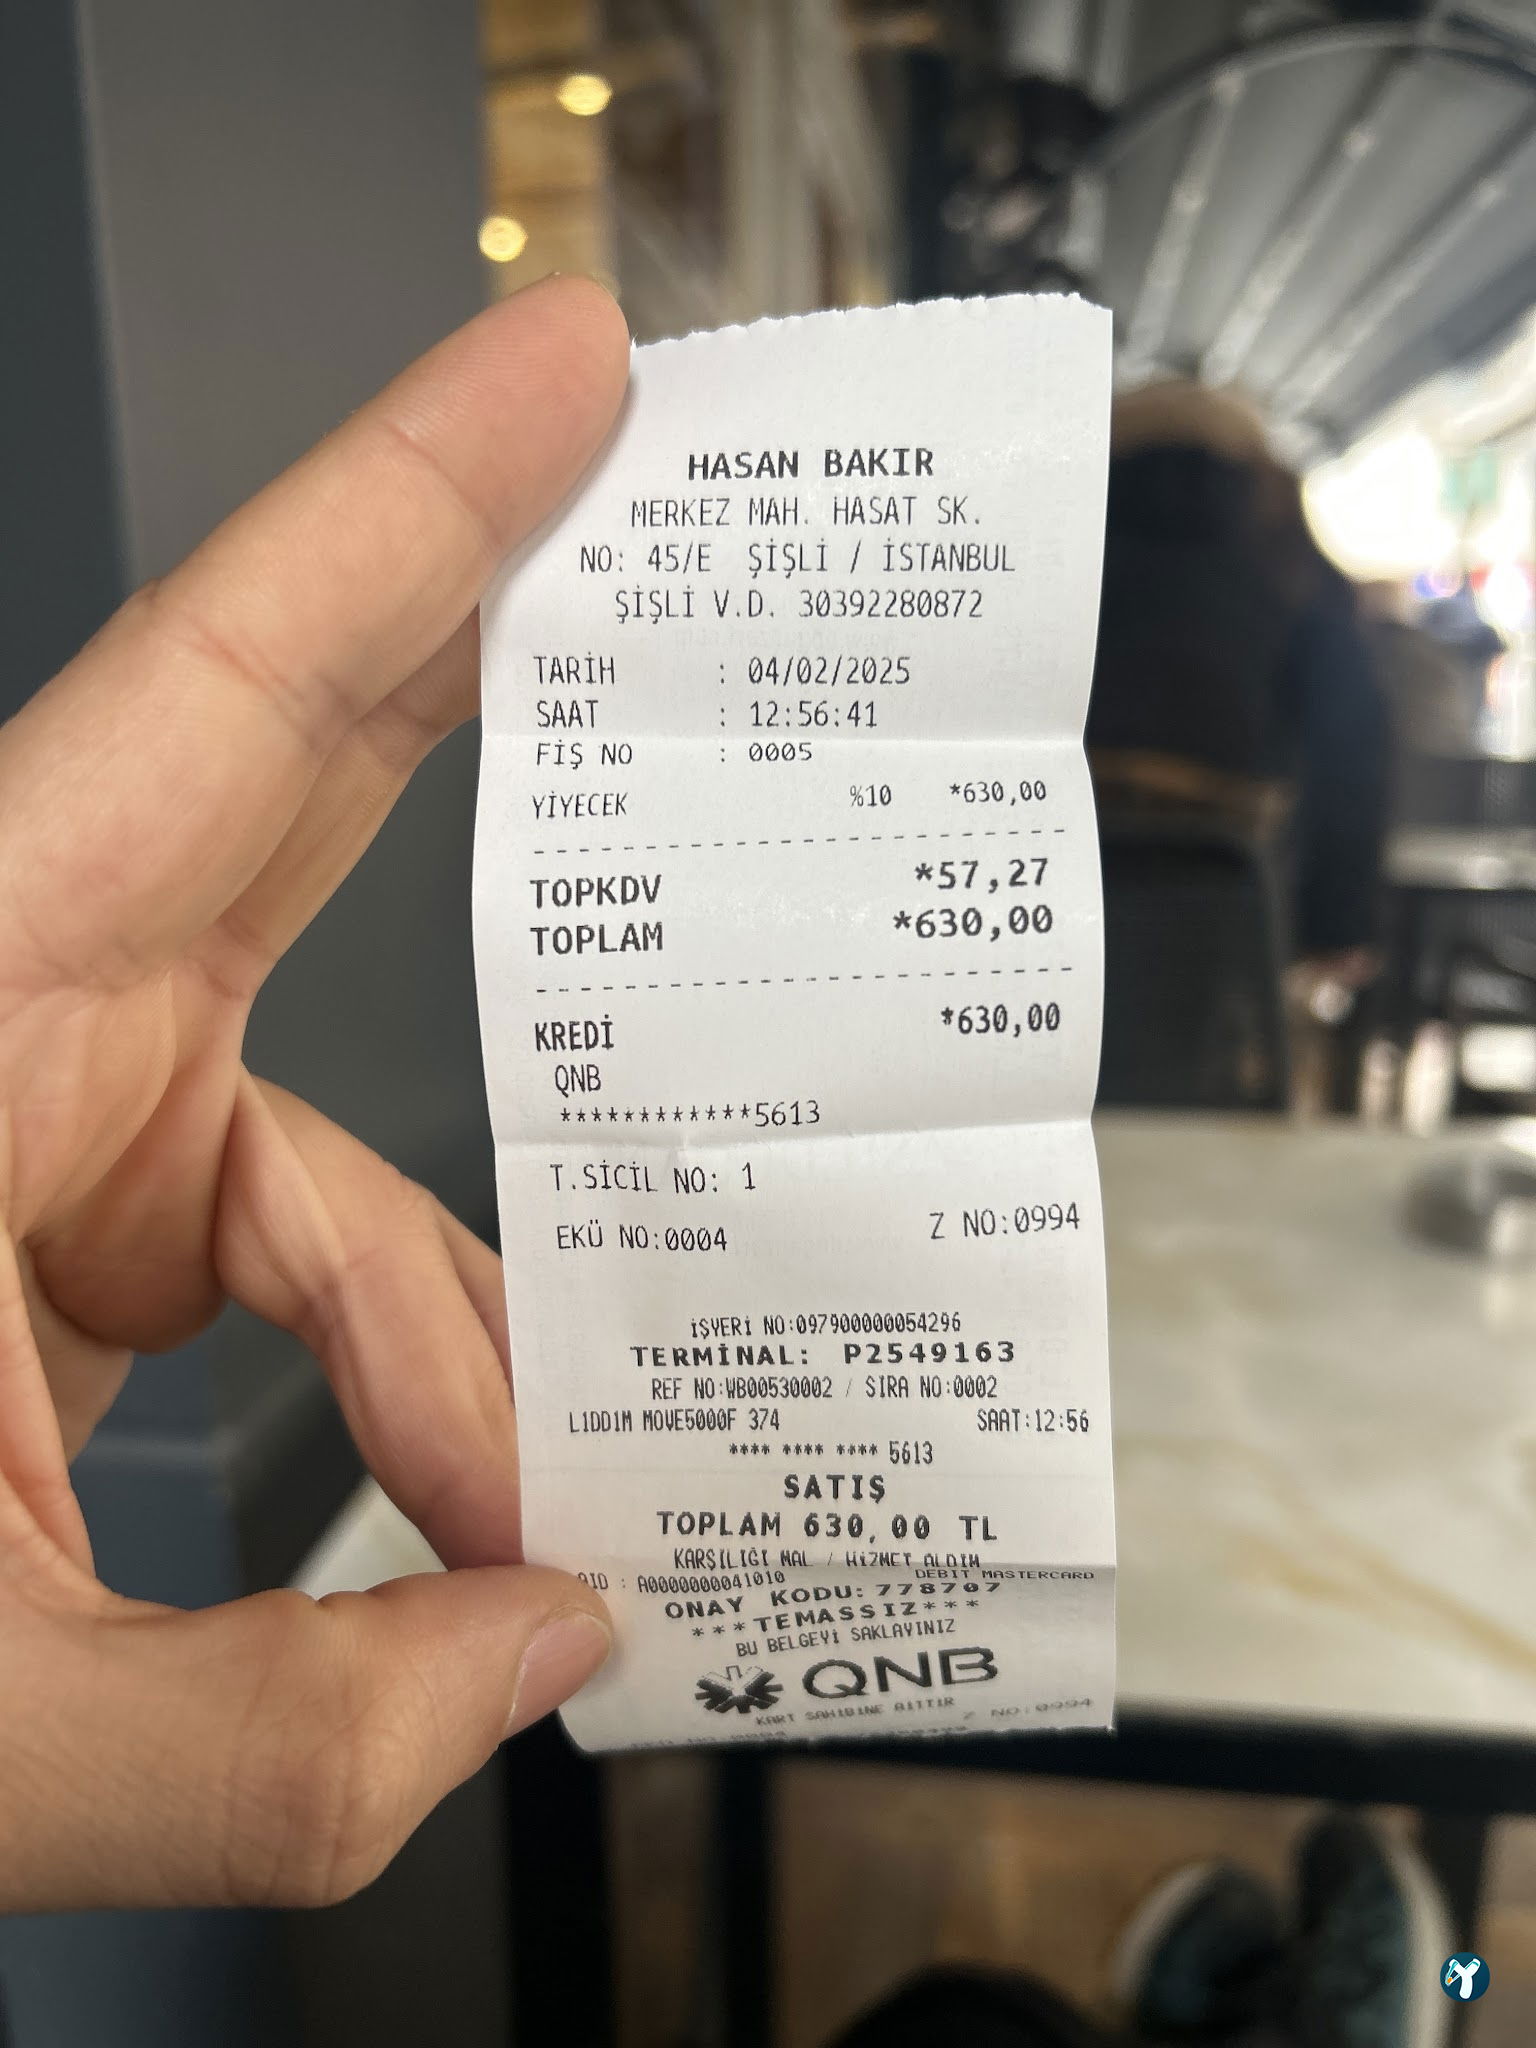 HASAN BAKIR
MERKEZ MAH. HASAT SK.
NO: 45/E ŞİŞLİ / İSTANBUL
ŞİŞLİ V.D. 30392280872
TARİH : 04/02/2025
SAAT : 12:56:41
FİŞ NO : 0005
YİYECEK %10 *630,00
TOPKDV *57,27
TOPLAM *630,00
KREDİ *630,00
QNB
************5613
T.SİCİL NO: 1
EKÜ NO:0004 Z NO:0994
İŞYERİ NO:097900000054296
TERMİNAL: P2549163
REF NO:WB00530002 / SIRA NO:0002
L1DD1M MOVE5000F 374 SAAT:12:56
**** **** **** 5613
SATIŞ
TOPLAM 630,00 TL
KARŞILIĞI MAL / HİZMET ALDIM
AID : A0000000041010 DEBIT MASTERCARD
ONAY KODU: 778707
***TEMASSIZ***
BU BELGEYİ SAKLAYINIZ
QNB
KART SAHİBİNE AİTTİR
Z NO:0994